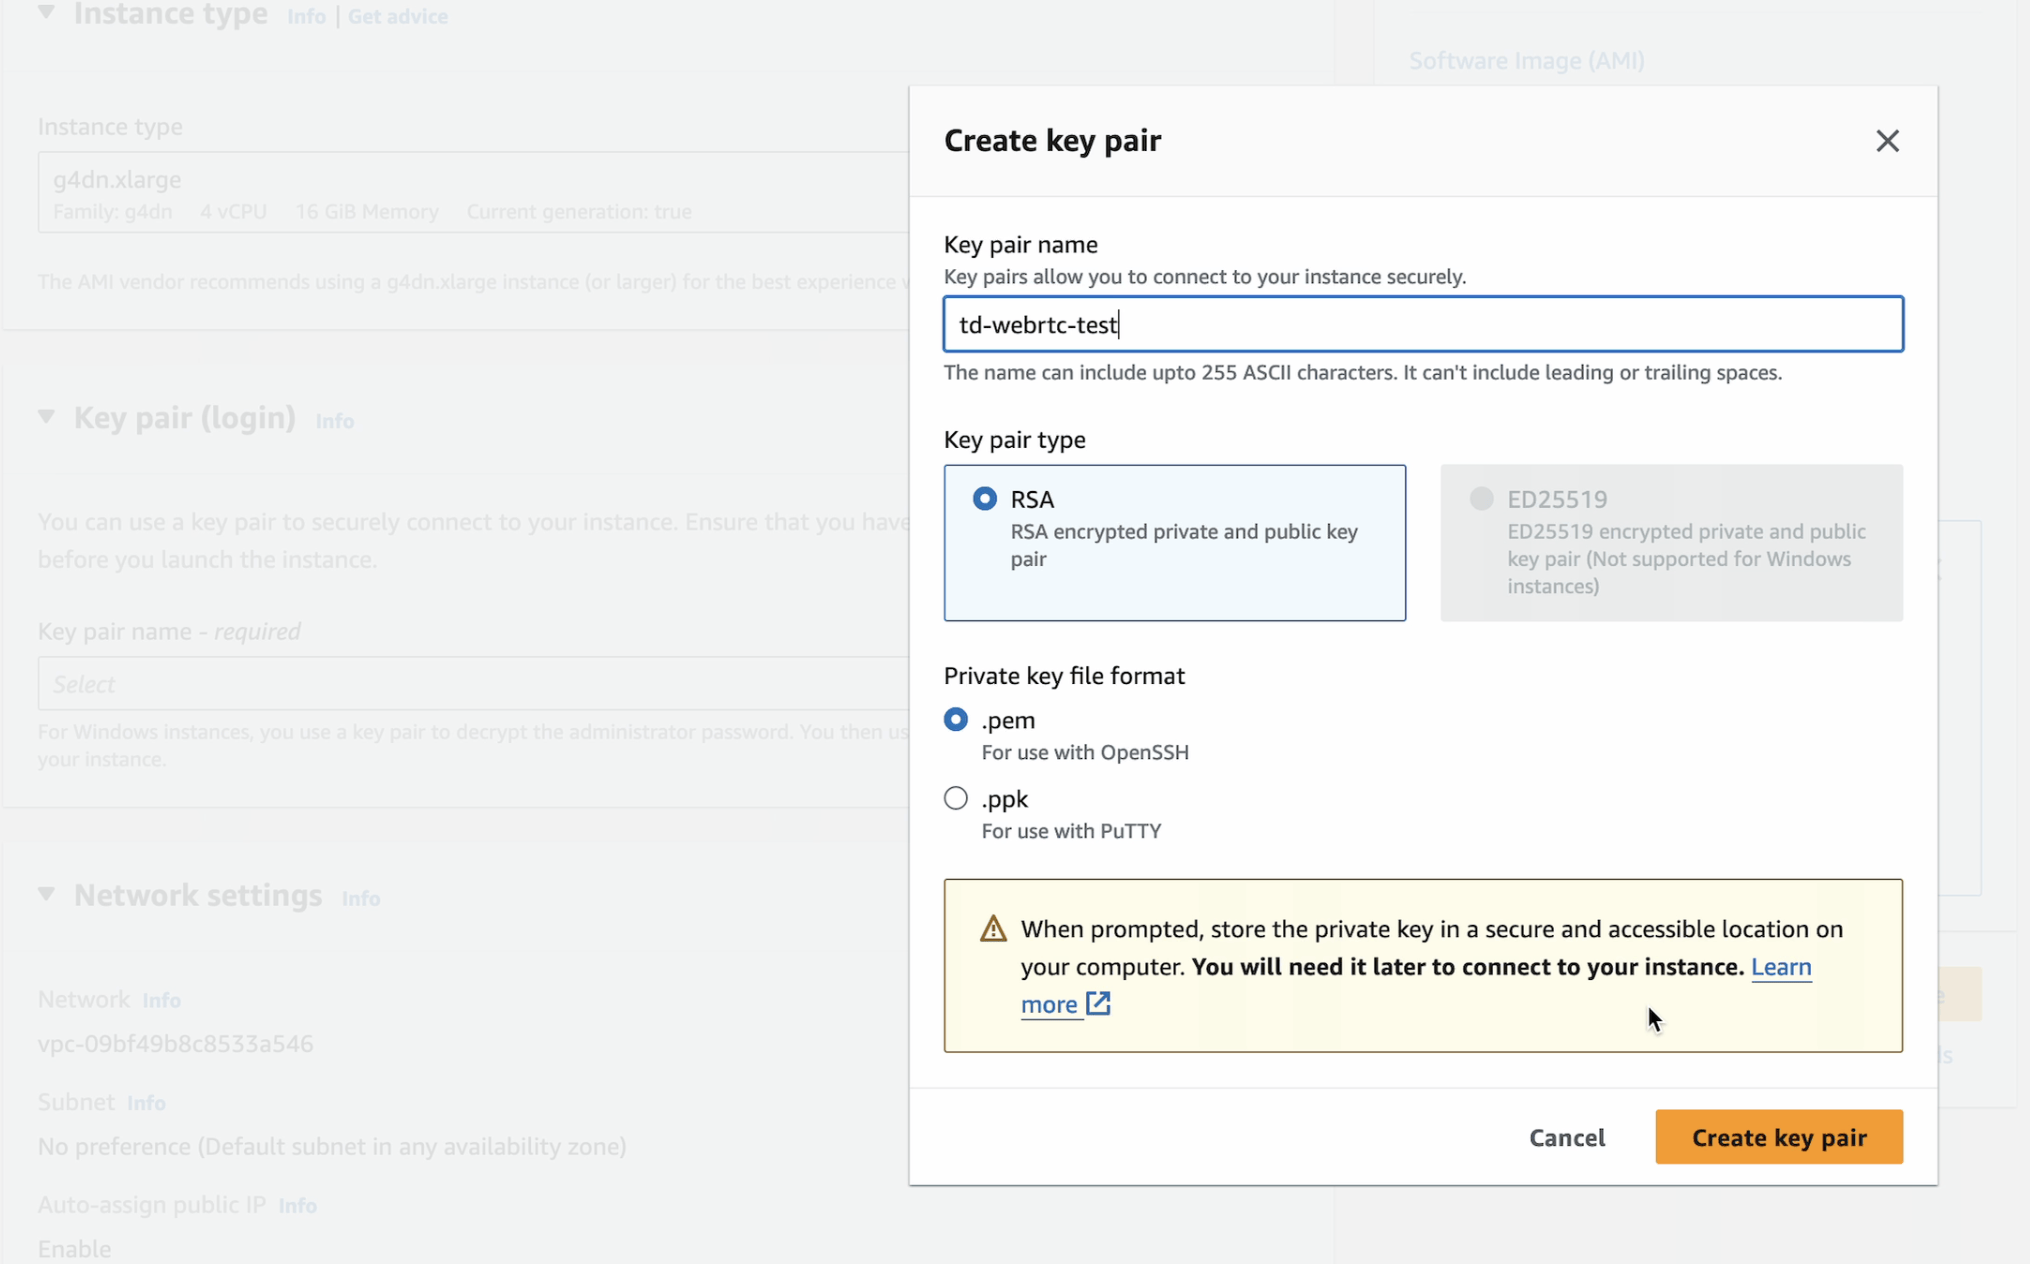 Instance type Info | Get advice
Software Image (AMI)
Instance type
g4dn.xlarge
Family: g4dn 4 vCPU 16 GiB Memory Current generation: true
The AMI vendor recommends using a g4dn.xlarge instance (or larger) for the best experience
Key pair (login) Info
You can use a key pair to securely connect to your instance. Ensure that you have
before you launch the instance.
Key pair name - required
Select
For Windows instances, you use a key pair to decrypt the administrator password. You then
your instance.
Network settings Info
Network Info
vpc-09bf49b8c8533a546
Subnet Info
No preference (Default subnet in any availability zone)
Auto-assign public IP Info
Enable
Create key pair
Key pair name
Key pairs allow you to connect to your instance securely.
td-webrtc-test
The name can include upto 255 ASCII characters. It can't include leading or trailing spaces.
Key pair type
RSA
RSA encrypted private and public key
pair
ED25519
ED25519 encrypted private and public
key pair (Not supported for Windows
instances)
Private key file format
.pem
For use with OpenSSH
.ppk
For use with PuTTY
When prompted, store the private key in a secure and accessible location on
your computer. You will need it later to connect to your instance. Learn
more
Cancel
Create key pair